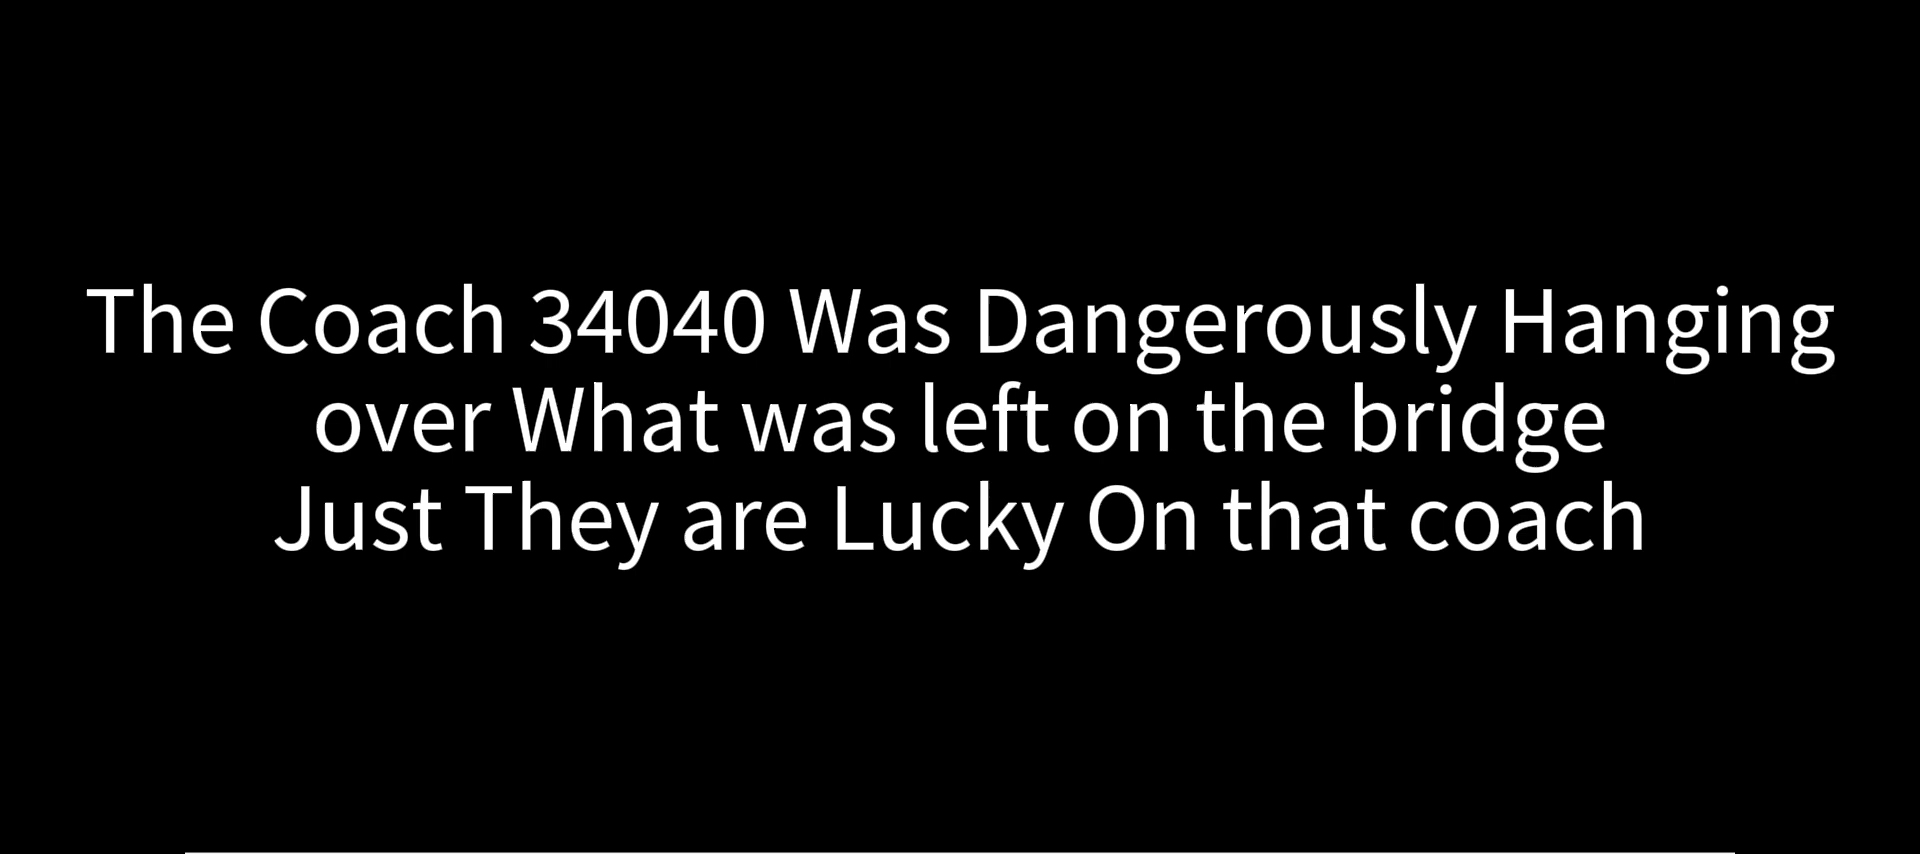 The Coach 34040 Was Dangerously Hanging
over What was left on the bridge
Just They are Lucky On that coach